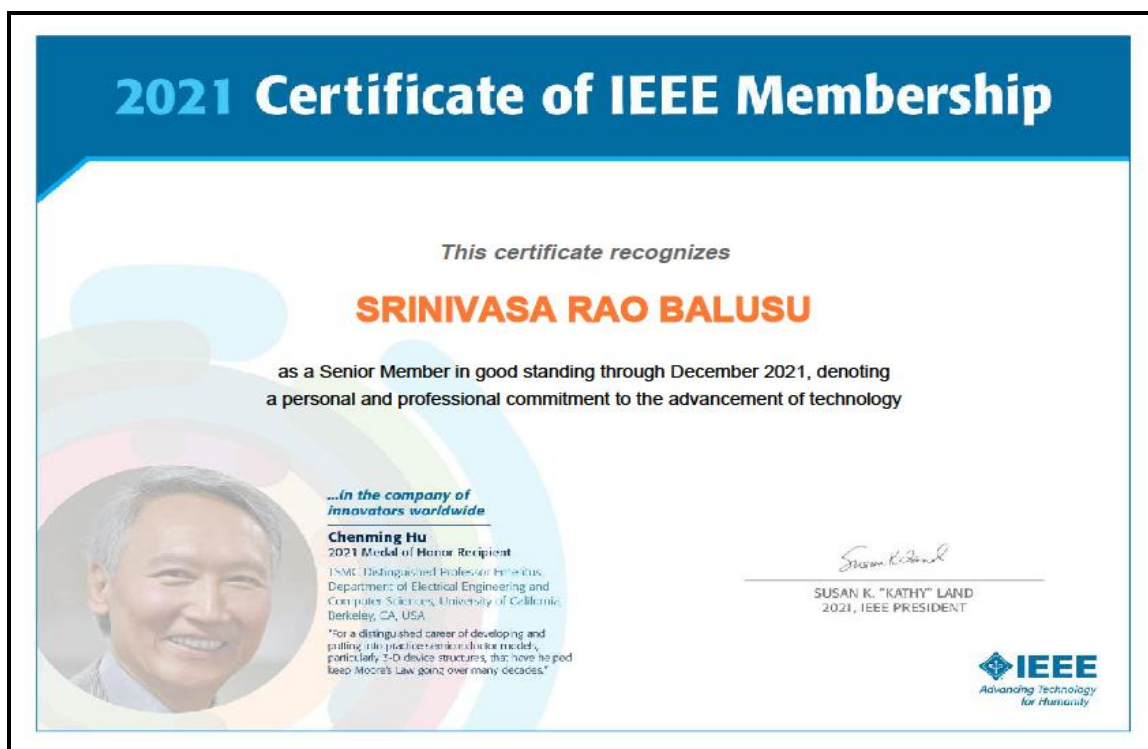 2021 Certificate of IEEE Membership
This certificate recognizes
SRINIVASA RAO BALUSU
as a Senior Member in good standing through December 2021, denoting
a personal and professional commitment to the advancement of technology
...in the company of
innovators worldwide
Chenming Hu
2021 Medal of Honor Recipient
TSMC Distinguished Professor Emeritus
Department of Electrical Engineering and
Computer Sciences, University of California,
Berkeley, CA, USA
"For a distinguished career of developing and
putting into practice semiconductor models,
particularly 3-D device structures, that have helped
keep Moore's Law going over many decades."
Susan K. Land
SUSAN K. "KATHY" LAND
2021, IEEE PRESIDENT
IEEE
Advancing Technology
for Humanity